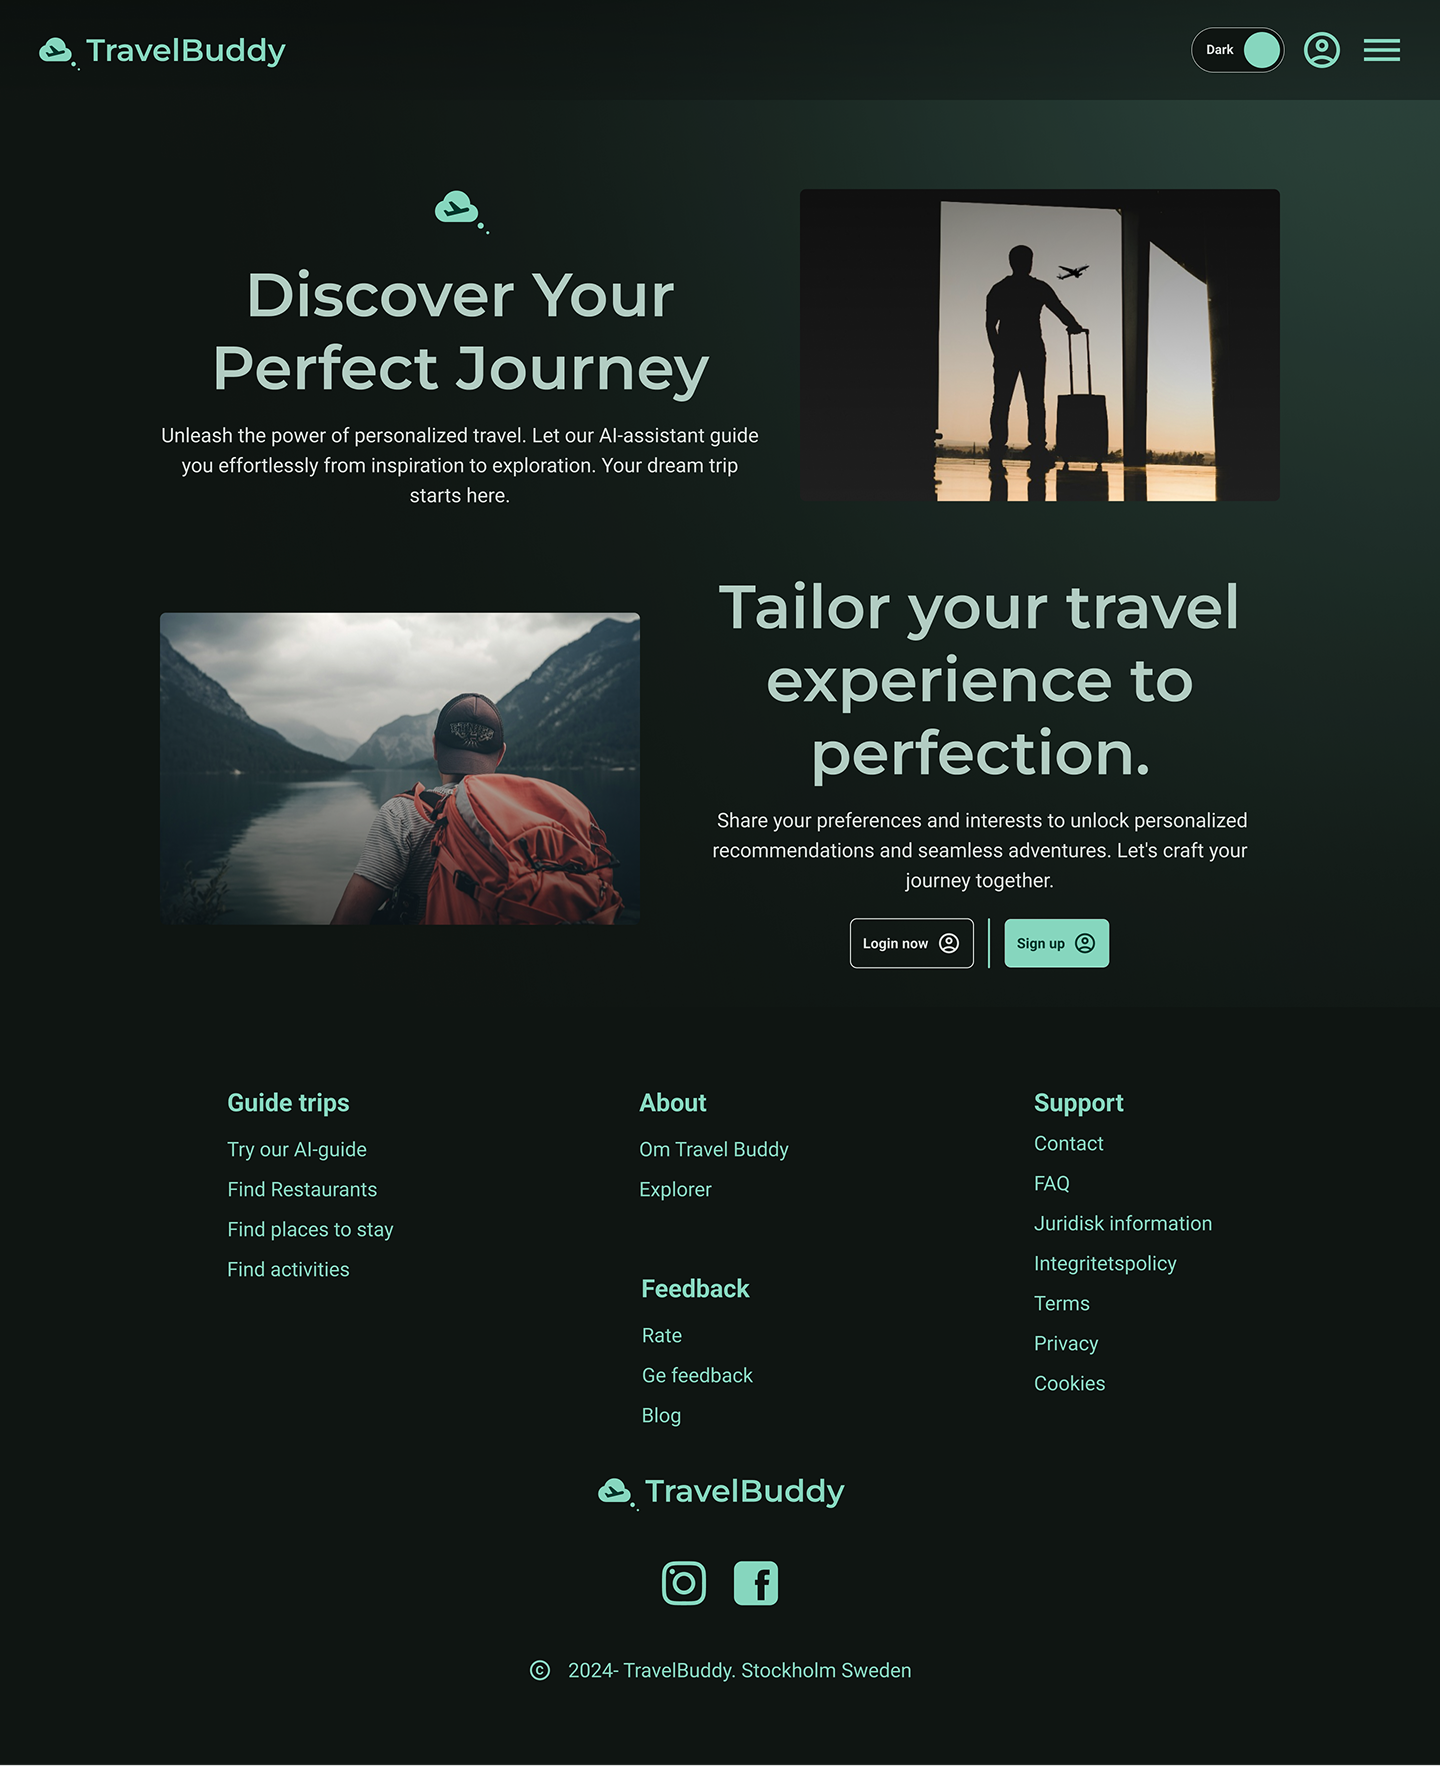 TravelBuddy
Dark
Discover Your
Perfect Journey
Unleash the power of personalized travel. Let our AI-assistant guide
you effortlessly from inspiration to exploration. Your dream trip
starts here.
Tailor your travel
experience to
perfection.
Share your preferences and interests to unlock personalized
recommendations and seamless adventures. Let's craft your
journey together.
Login now
Sign up
Guide trips
Try our AI-guide
Find Restaurants
Find places to stay
Find activities
About
Om Travel Buddy
Explorer
Feedback
Rate
Ge feedback
Blog
Support
Contact
FAQ
Juridisk information
Integritetspolicy
Terms
Privacy
Cookies
TravelBuddy
© 2024- TravelBuddy. Stockholm Sweden